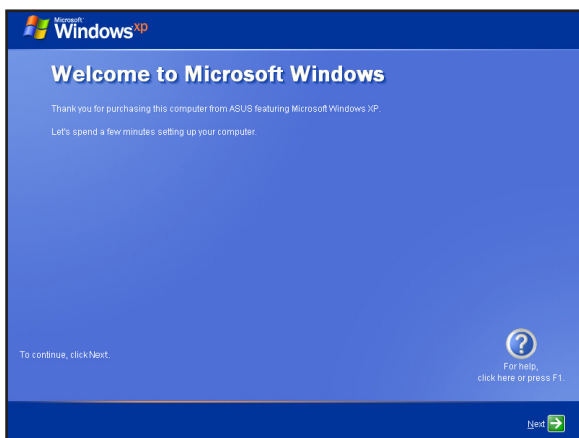 Microsoft
Windows xp
Welcome to Microsoft Windows
Thank you for purchasing this computer from ASUS featuring Microsoft Windows XP.
Let's spend a few minutes setting up your computer.
To continue, click Next.
For help,
click here or press F1.
Next